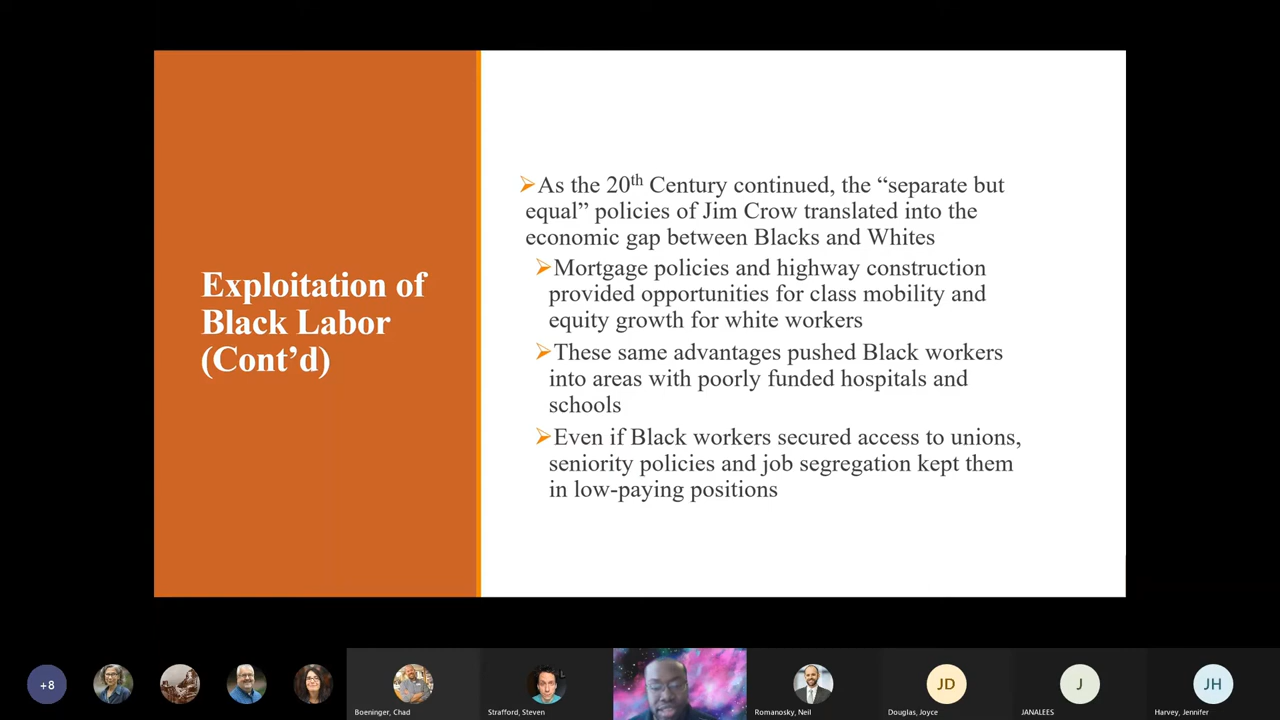 Exploitation of
Black Labor
(Cont’d)
As the 20th Century continued, the “separate but
equal” policies of Jim Crow translated into the
economic gap between Blacks and Whites
Mortgage policies and highway construction
provided opportunities for class mobility and
equity growth for white workers
These same advantages pushed Black workers
into areas with poorly funded hospitals and
schools
Even if Black workers secured access to unions,
seniority policies and job segregation kept them
in low-paying positions
+8
JD
J
JH
Boeninger, Chad
Strafford, Steven
Romanosky, Neil
Douglas, Joyce
JANALEES
Harvey, Jennifer